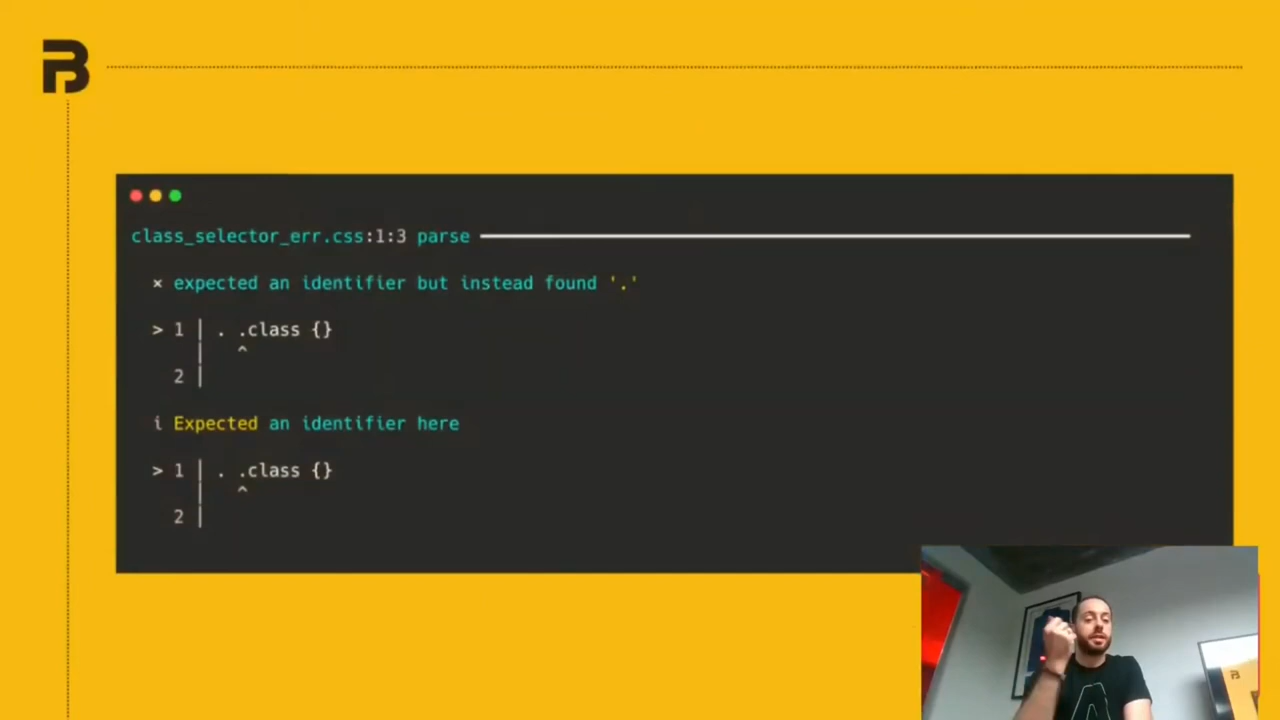 B
class_selector_err.css:1:3 parse
× expected an identifier but instead found '.'
> 1 | . .class {}
| ^
2 |
i Expected an identifier here
> 1 | . .class {}
| ^
2 |